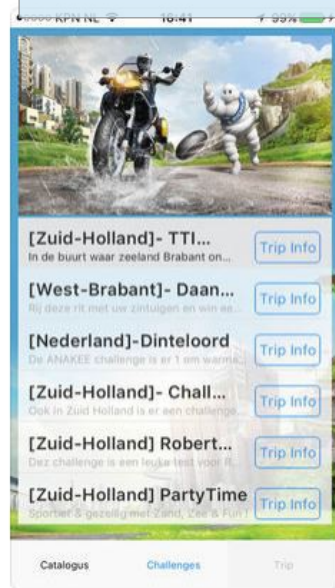 KPN NL 16:41 99%
[Zuid-Holland]- TTI... Trip Info
In de buurt waar zeeland Brabant on...
[West-Brabant]- Daan... Trip Info
Rij deze rit met uw zintuigen en win ee...
[Nederland]-Dinteloord Trip Info
De ANAKEE challenge is er 1 om warme...
[Zuid-Holland]- Chall... Trip Info
Ook in Zuid Holland is er een challenge...
[Zuid-Holland] Robert... Trip Info
Dez challenge is een leuke test voor R...
[Zuid-Holland] PartyTime Trip Info
Sportief & gezellig met Zand, Zee & Fun !
Catalogus Challenges Trip